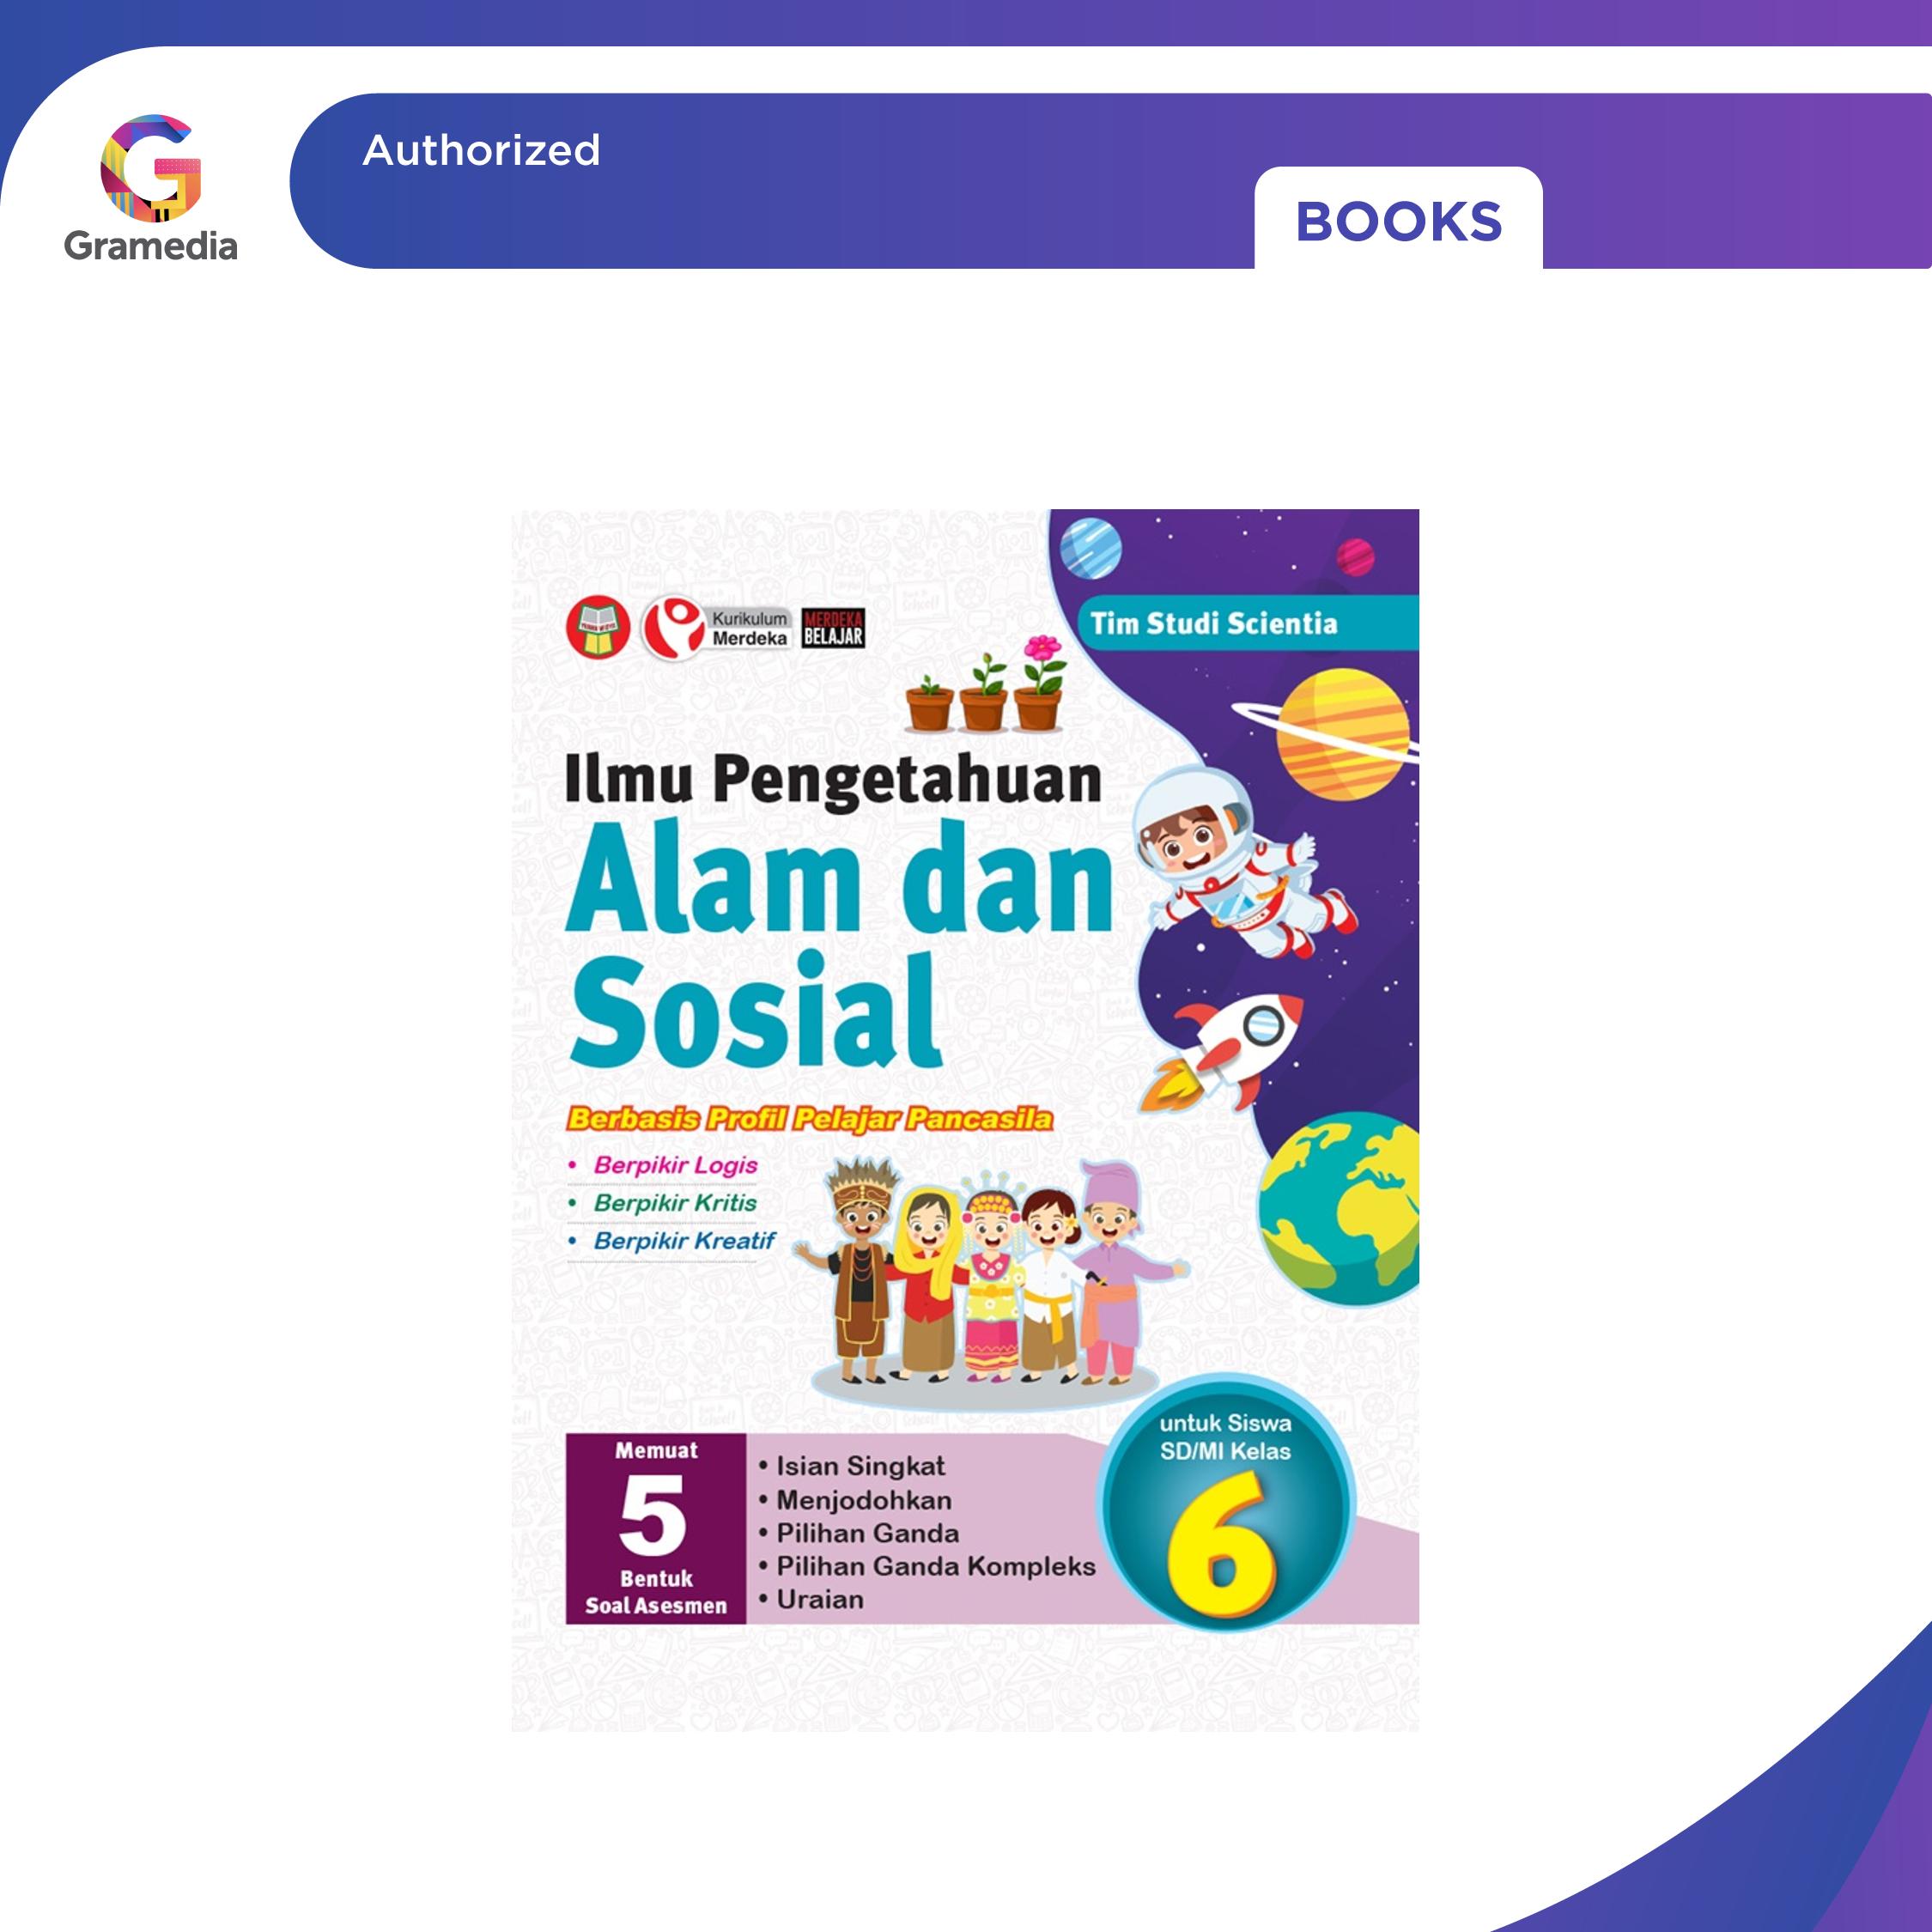 Gramedia
Authorized
BOOKS
Tim Studi Scientia
Kurikulum
Merdeka
MERDEKA
BELAJAR
Ilmu Pengetahuan
Alam dan
Sosial
Berbasis Profil Pelajar Pancasila
• Berpikir Logis
• Berpikir Kritis
• Berpikir Kreatif
untuk Siswa
SD/MI Kelas
6
Memuat
5
Bentuk
Soal Asesmen
• Isian Singkat
• Menjodohkan
• Pilihan Ganda
• Pilihan Ganda Kompleks
• Uraian